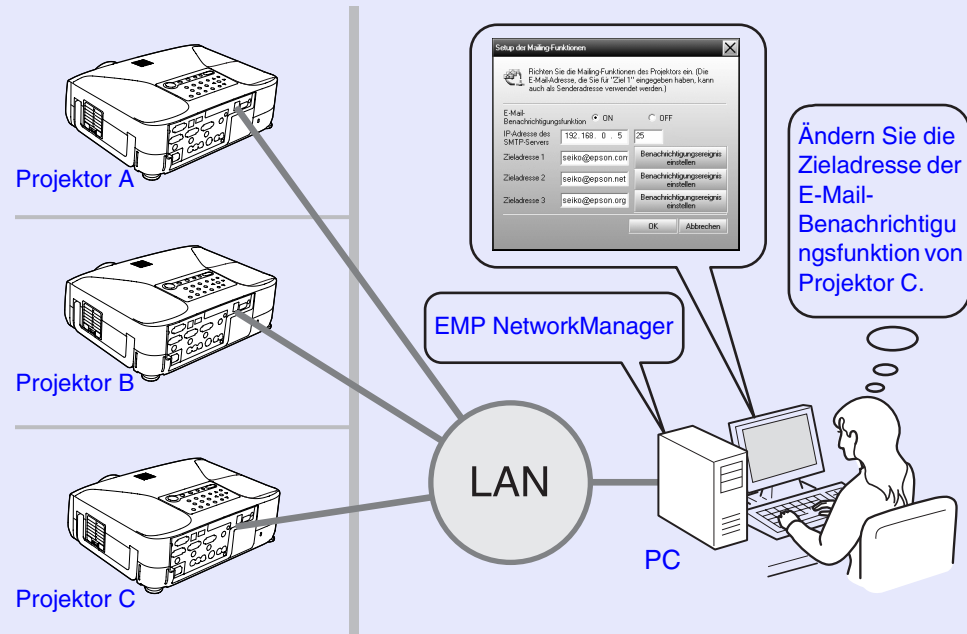 Projektor A
Projektor B
Projektor C
Setup der Mailing-Funktionen
Richten Sie die Mailing-Funktionen des Projektors ein. (Die
E-Mail-Adresse, die Sie für "Ziel 1" eingegeben haben, kann
auch als Senderadresse verwendet werden.)
E-Mail-
Benachrichtigungsfunktion ON OFF
IP-Adresse des
SMTP-Servers 192. 168. 0 . 5 25
Zieladresse 1 seiko@epson.com Benachrichtigungsereignis
einstellen
Zieladresse 2 seiko@epson.net Benachrichtigungsereignis
einstellen
Zieladresse 3 seiko@epson.org Benachrichtigungsereignis
einstellen
OK Abbrechen
EMP NetworkManager
LAN
PC
Ändern Sie die
Zieladresse der
E-Mail-
Benachrichtigu
ngsfunktion von
Projektor C.